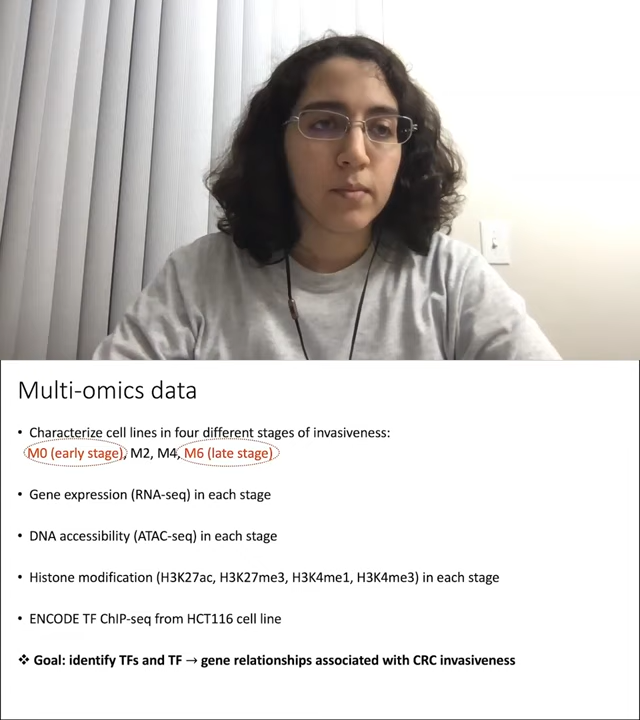 Multi-omics data
• Characterize cell lines in four different stages of invasiveness:
M0 (early stage), M2, M4, M6 (late stage)
• Gene expression (RNA-seq) in each stage
• DNA accessibility (ATAC-seq) in each stage
• Histone modification (H3K27ac, H3K27me3, H3K4me1, H3K4me3) in each stage
• ENCODE TF ChIP-seq from HCT116 cell line
❖ Goal: identify TFs and TF → gene relationships associated with CRC invasiveness